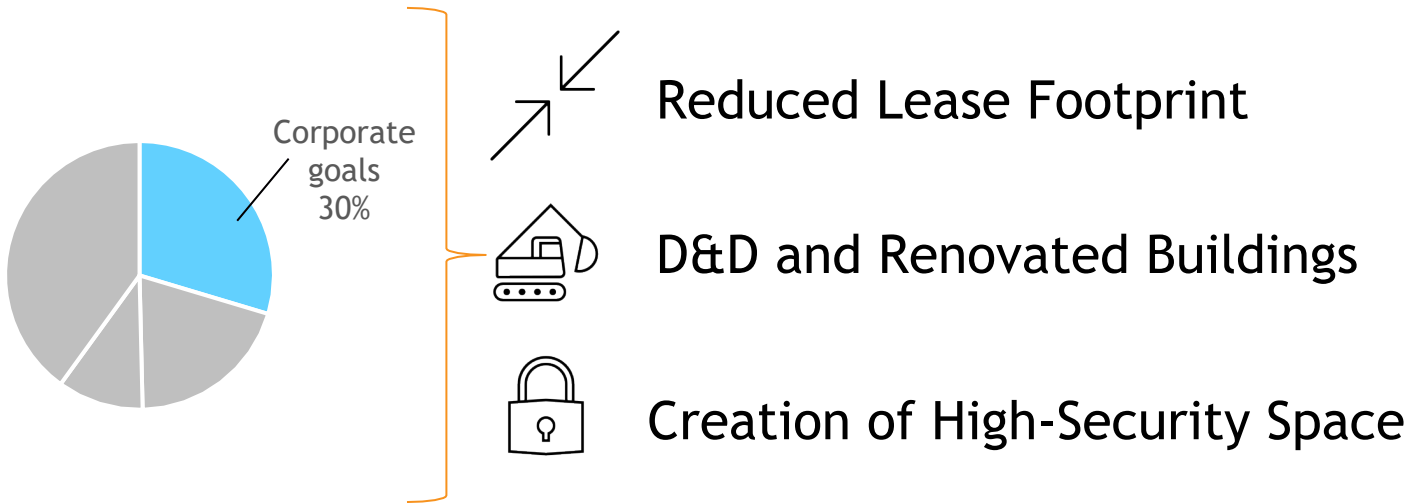 Corporate
goals
30%
Reduced Lease Footprint
D&D and Renovated Buildings
Creation of High-Security Space